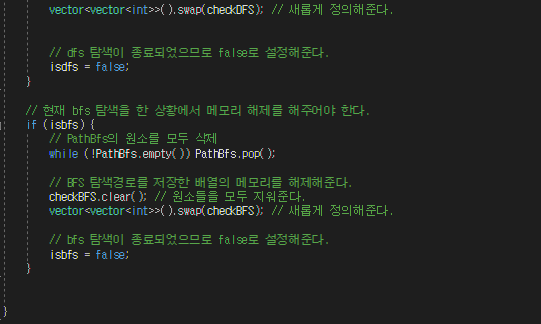 vector<vector<int>>().swap(checkDFS); // 새롭게 정의해준다.
// dfs 탐색이 종료되었으므로 false로 설정해준다.
isdfs = false;
}
// 현재 bfs 탐색을 한 상황에서 메모리 해제를 해주어야 한다.
if (isbfs) {
// PathBfs의 원소를 모두 삭제
while (!PathBfs.empty()) PathBfs.pop();
// BFS 탐색경로를 저장한 배열의 메모리를 해제해준다.
checkBFS.clear(); // 원소들을 모두 지워준다.
vector<vector<int>>().swap(checkBFS); // 새롭게 정의해준다.
// bfs 탐색이 종료되었으므로 false로 설정해준다.
isbfs = false;
}
}